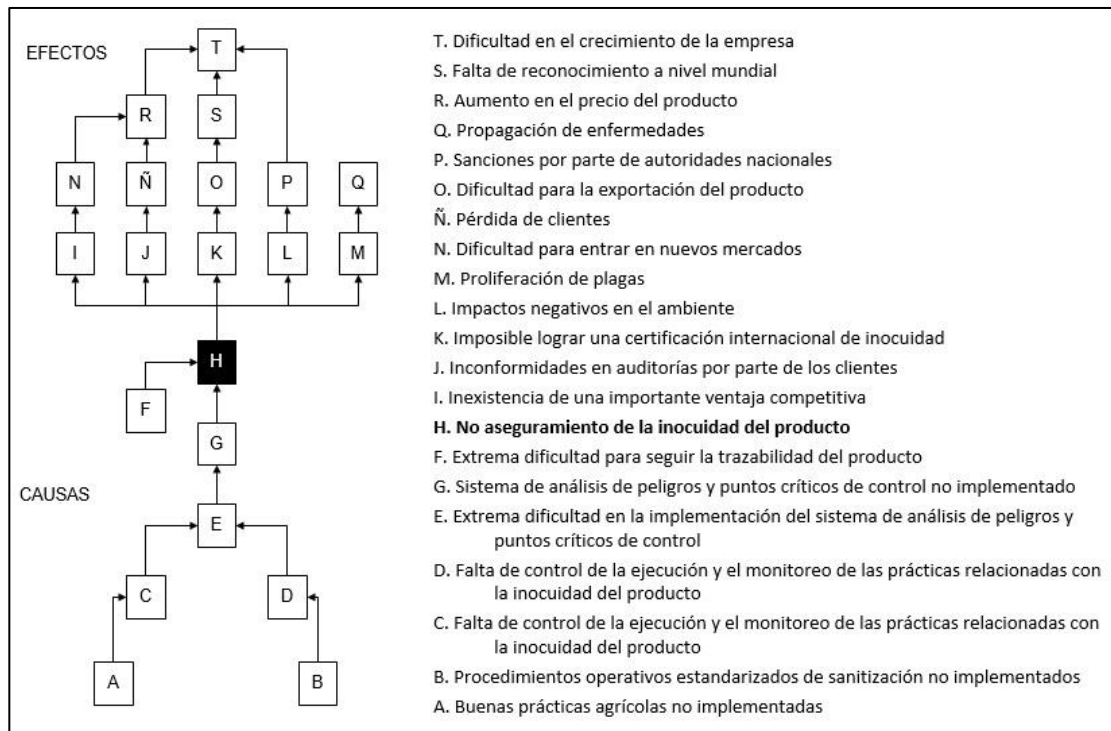 EFECTOS
T
R
S
N
Ñ
O
P
Q
I
J
K
L
M
H
F
G
CAUSAS
E
C
D
A
B
T. Dificultad en el crecimiento de la empresa
S. Falta de reconocimiento a nivel mundial
R. Aumento en el precio del producto
Q. Propagación de enfermedades
P. Sanciones por parte de autoridades nacionales
O. Dificultad para la exportación del producto
Ñ. Pérdida de clientes
N. Dificultad para entrar en nuevos mercados
M. Proliferación de plagas
L. Impactos negativos en el ambiente
K. Imposible lograr una certificación internacional de inocuidad
J. Inconformidades en auditorías por parte de los clientes
I. Inexistencia de una importante ventaja competitiva
H. No aseguramiento de la inocuidad del producto
F. Extrema dificultad para seguir la trazabilidad del producto
G. Sistema de análisis de peligros y puntos críticos de control no implementado
E. Extrema dificultad en la implementación del sistema de análisis de peligros y
puntos críticos de control
D. Falta de control de la ejecución y el monitoreo de las prácticas relacionadas con
la inocuidad del producto
C. Falta de control de la ejecución y el monitoreo de las prácticas relacionadas con
la inocuidad del producto
B. Procedimientos operativos estandarizados de sanitización no implementados
A. Buenas prácticas agrícolas no implementadas